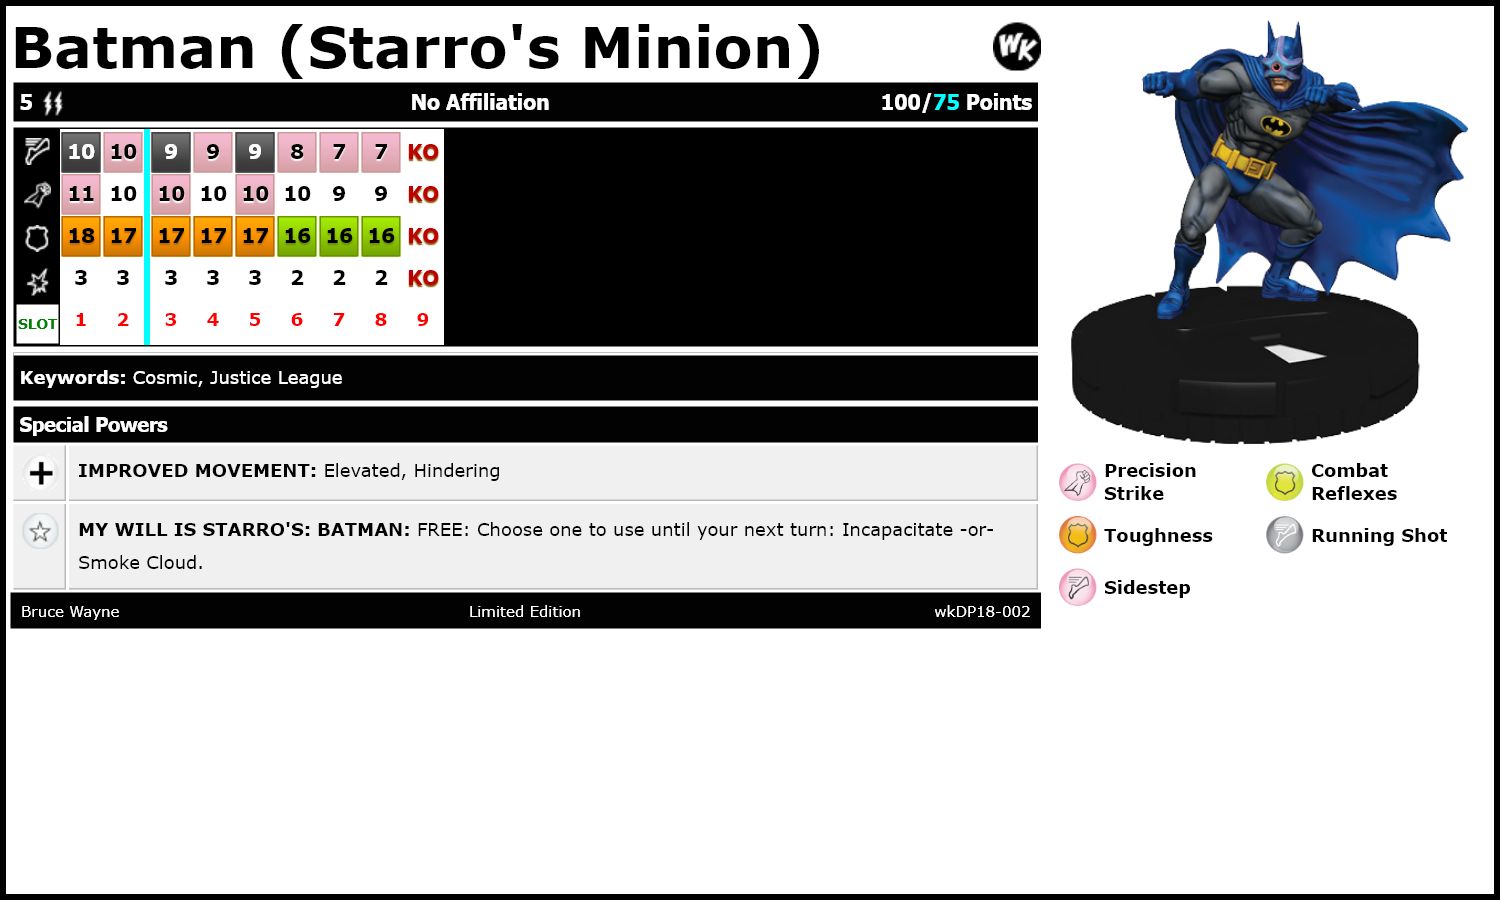 Batman (Starro's Minion)
WK
5 No Affiliation 100/75 Points
10 10 9 9 9 8 7 7 KO
11 10 10 10 10 10 9 9 KO
18 17 17 17 17 16 16 16 KO
3 3 3 3 3 2 2 2 KO
SLOT 1 2 3 4 5 6 7 8 9
Keywords: Cosmic, Justice League
Special Powers
IMPROVED MOVEMENT: Elevated, Hindering
MY WILL IS STARRO'S: BATMAN: FREE: Choose one to use until your next turn: Incapacitate -or-
Smoke Cloud.
Bruce Wayne Limited Edition wkDP18-002
Precision
Strike
Combat
Reflexes
Toughness
Running Shot
Sidestep